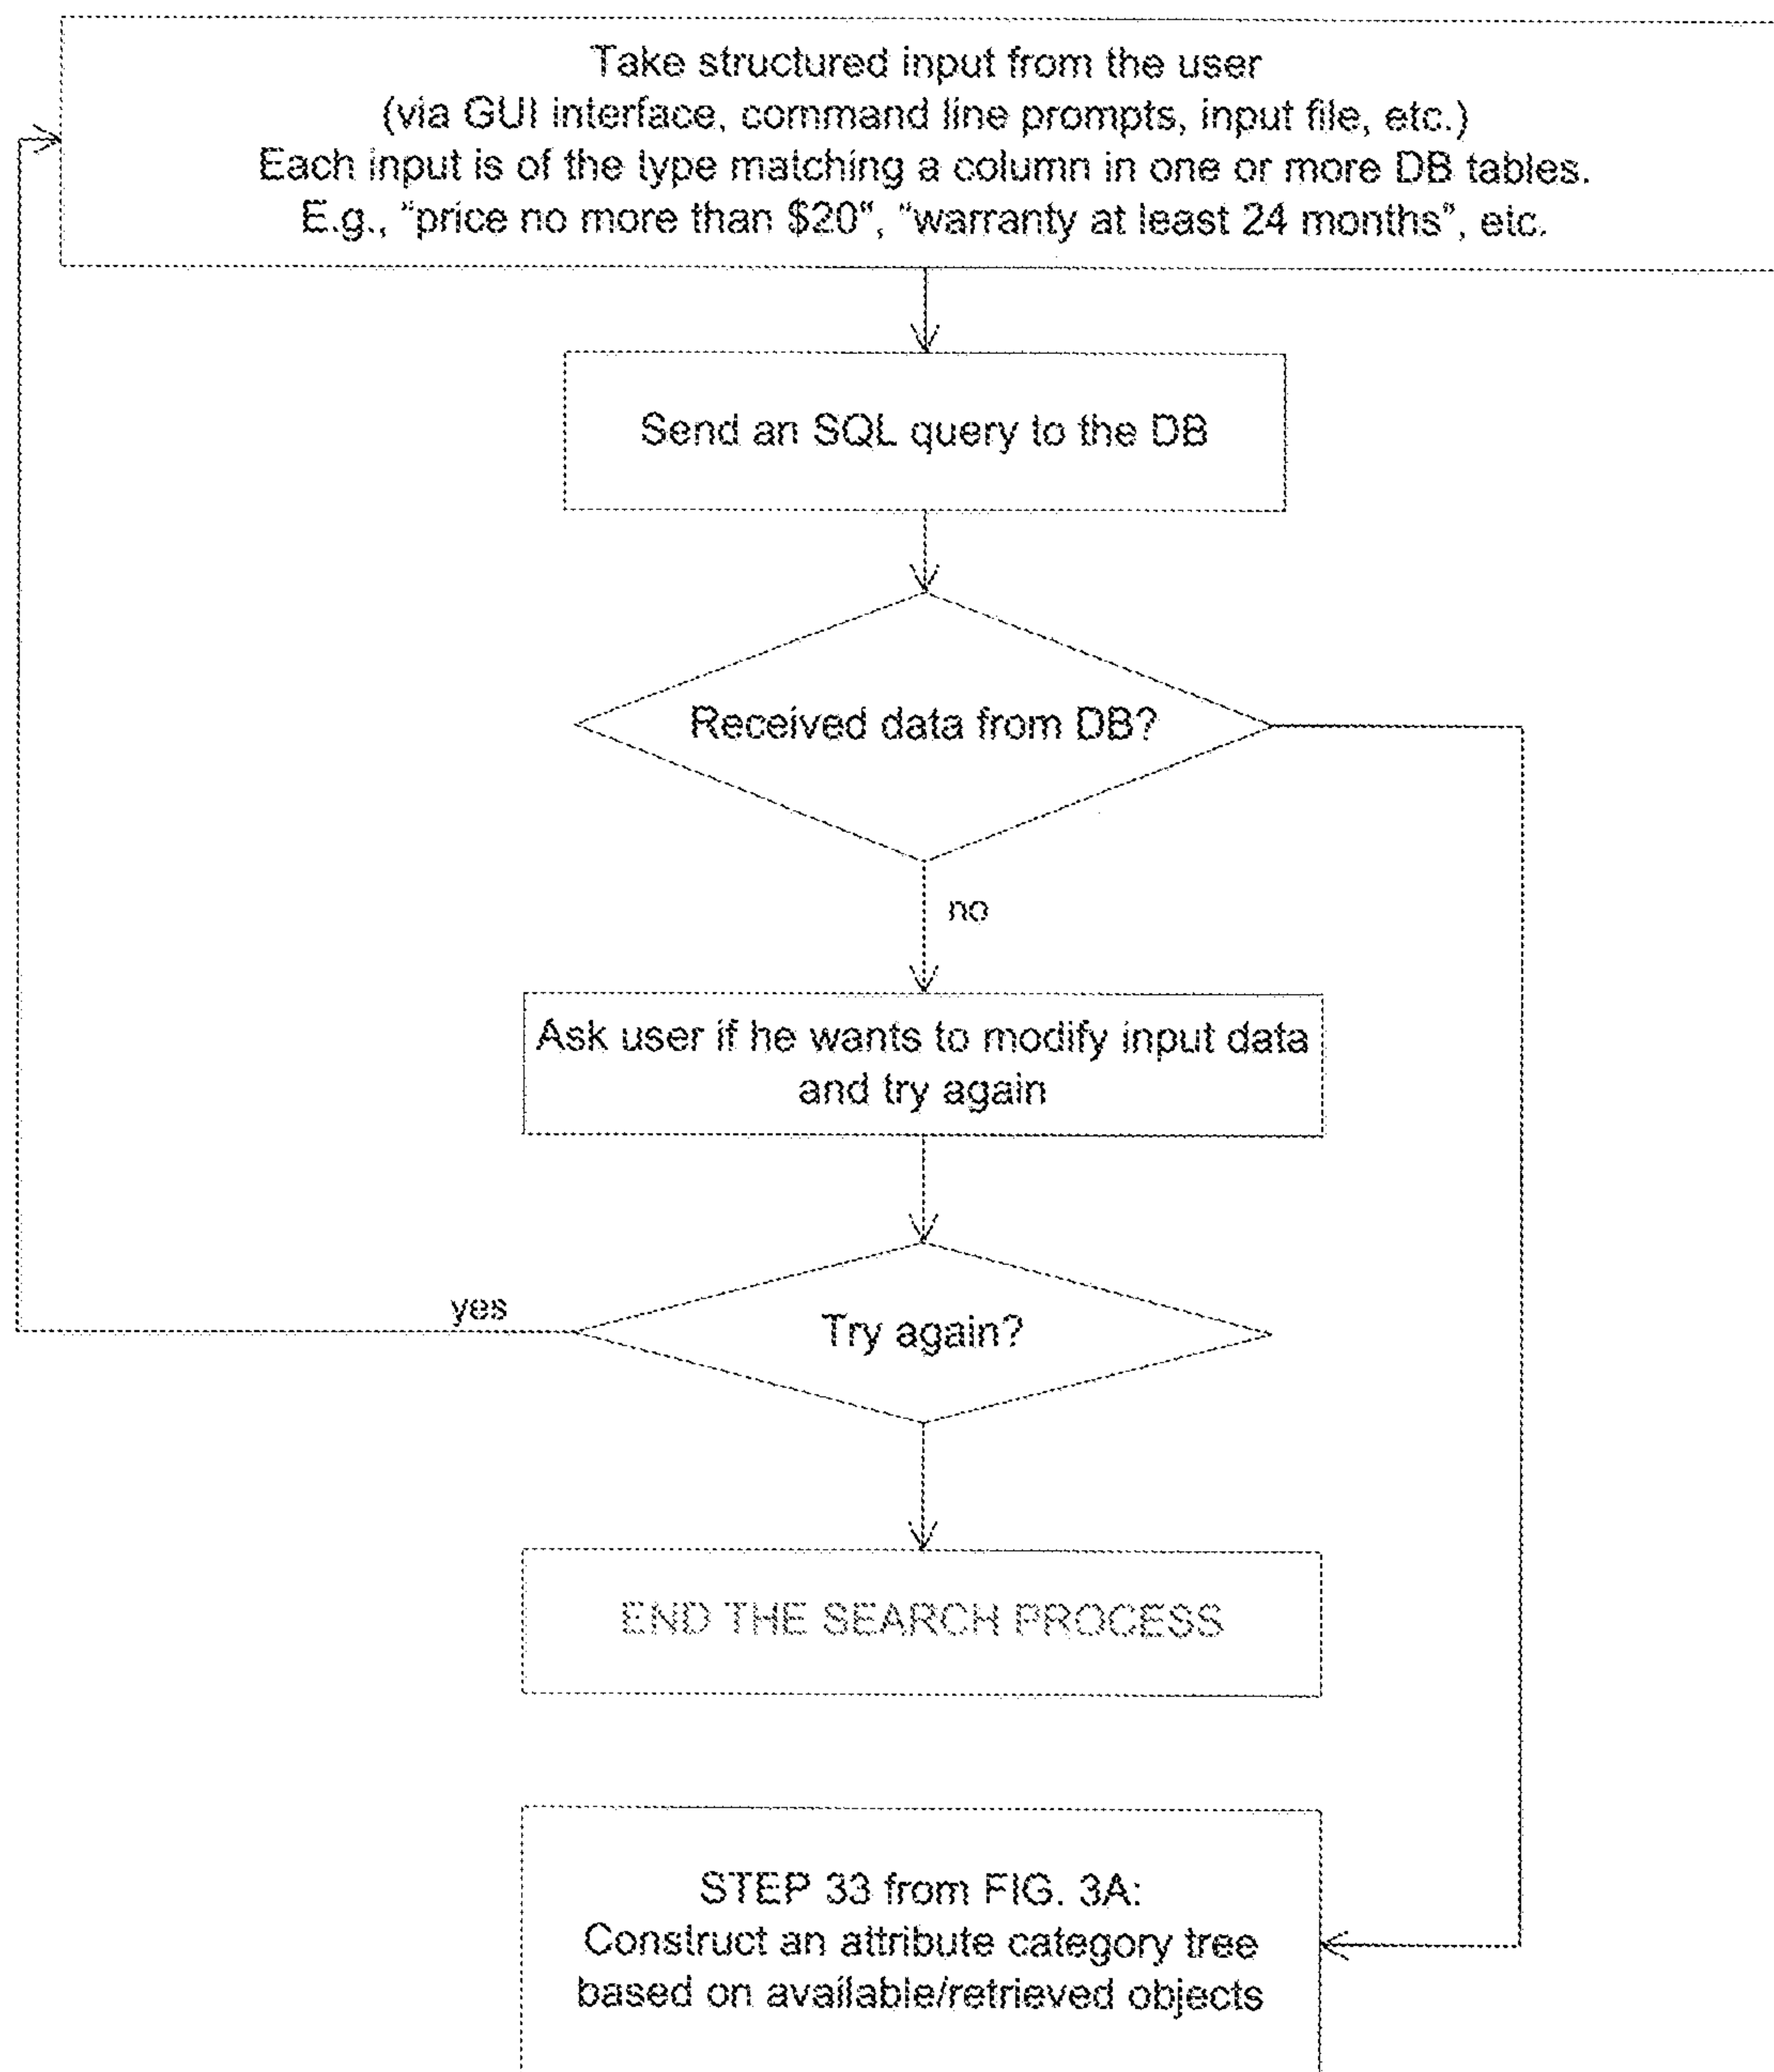 Take structured input from the user
(via GUI interface, command line prompts, input file, etc.)
Each input is of the type matching a column in one or more DB tables.
E.g., "price no more than $20", "warranty at least 24 months", etc.
Send an SQL query to the DB
Received data from DB?
no
Ask user if he wants to modify input data
and try again
yes
Try again?
END THE SEARCH PROCESS
STEP 33 from FIG. 3A:
Construct an attribute category tree
based on available/retrieved objects